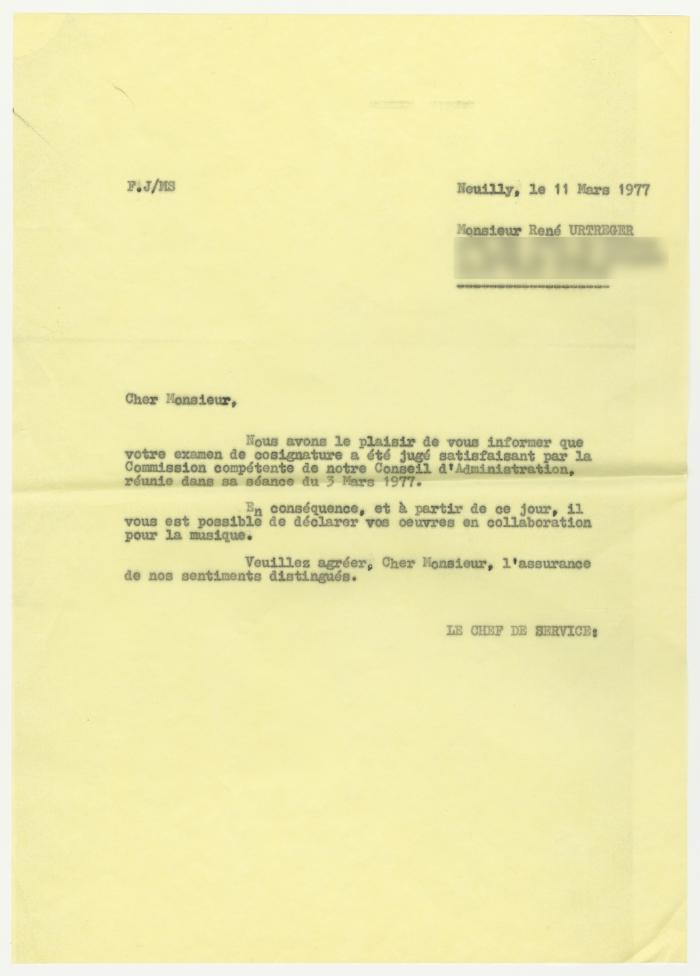 F.J/MS
Neuilly, le 11 Mars 1977
Monsieur René URTREGER
Cher Monsieur,
Nous avons le plaisir de vous informer que
votre examen de cosignature a été jugé satisfaisant par la
Commission compétente de notre Conseil d'Administration,
réunie dans sa séance du 3 Mars 1977.
En conséquence, et à partir de ce jour, il
vous est possible de déclarer vos oeuvres en collaboration
pour la musique.
Veuillez agréer, Cher Monsieur, l'assurance
de nos sentiments distingués.
LE CHEF DE SERVICE: